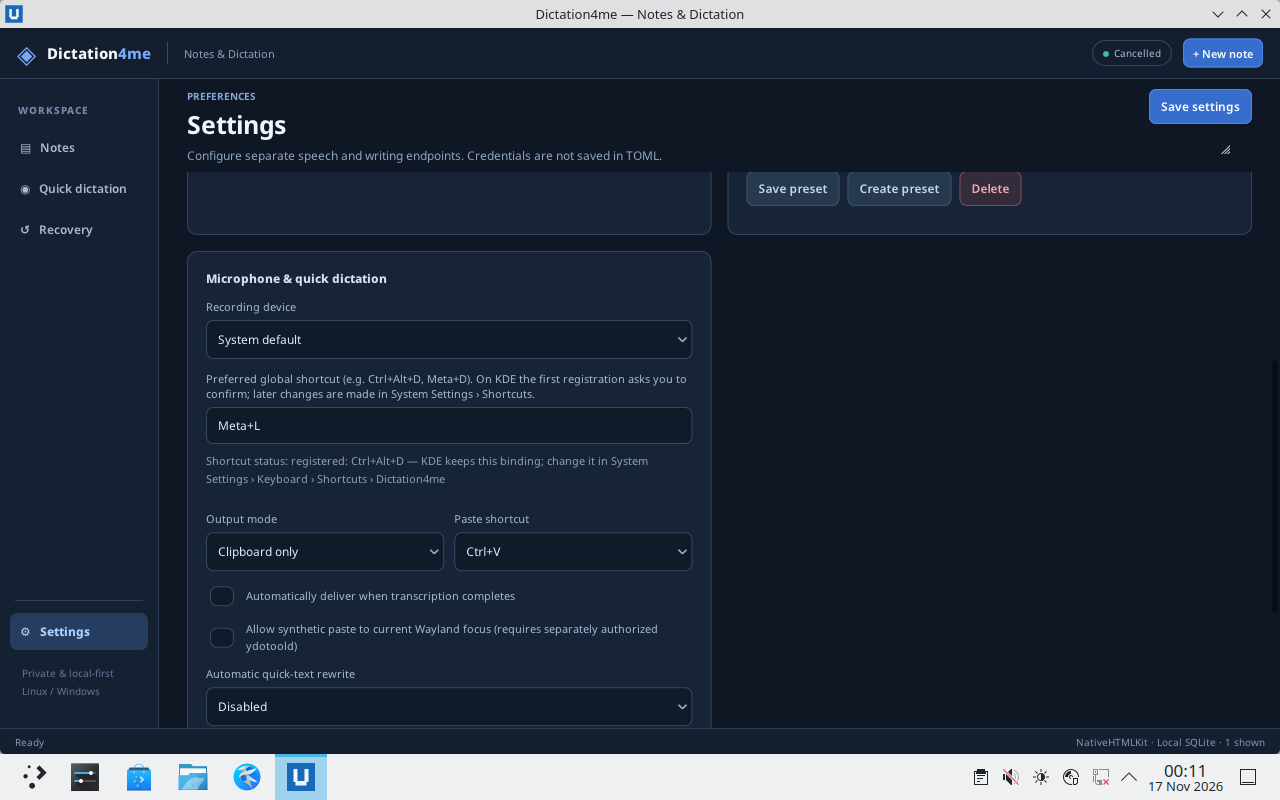 Dictation4me — Notes & Dictation
Dictation4me
Notes & Dictation
Cancelled
+ New note
WORKSPACE
Notes
Quick dictation
Recovery
Settings
Private & local-first
Linux / Windows
PREFERENCES
Settings
Configure separate speech and writing endpoints. Credentials are not saved in TOML.
Save settings
Save preset
Create preset
Delete
Microphone & quick dictation
Recording device
System default
Preferred global shortcut (e.g. Ctrl+Alt+D, Meta+D). On KDE the first registration asks you to
confirm; later changes are made in System Settings › Shortcuts.
Meta+L
Shortcut status: registered: Ctrl+Alt+D — KDE keeps this binding; change it in System
Settings › Keyboard › Shortcuts › Dictation4me
Output mode
Paste shortcut
Clipboard only
Ctrl+V
Automatically deliver when transcription completes
Allow synthetic paste to current Wayland focus (requires separately authorized
ydotoold)
Automatic quick-text rewrite
Disabled
Ready
NativeHTMLKit · Local SQLite · 1 shown
00:11
17 Nov 2026